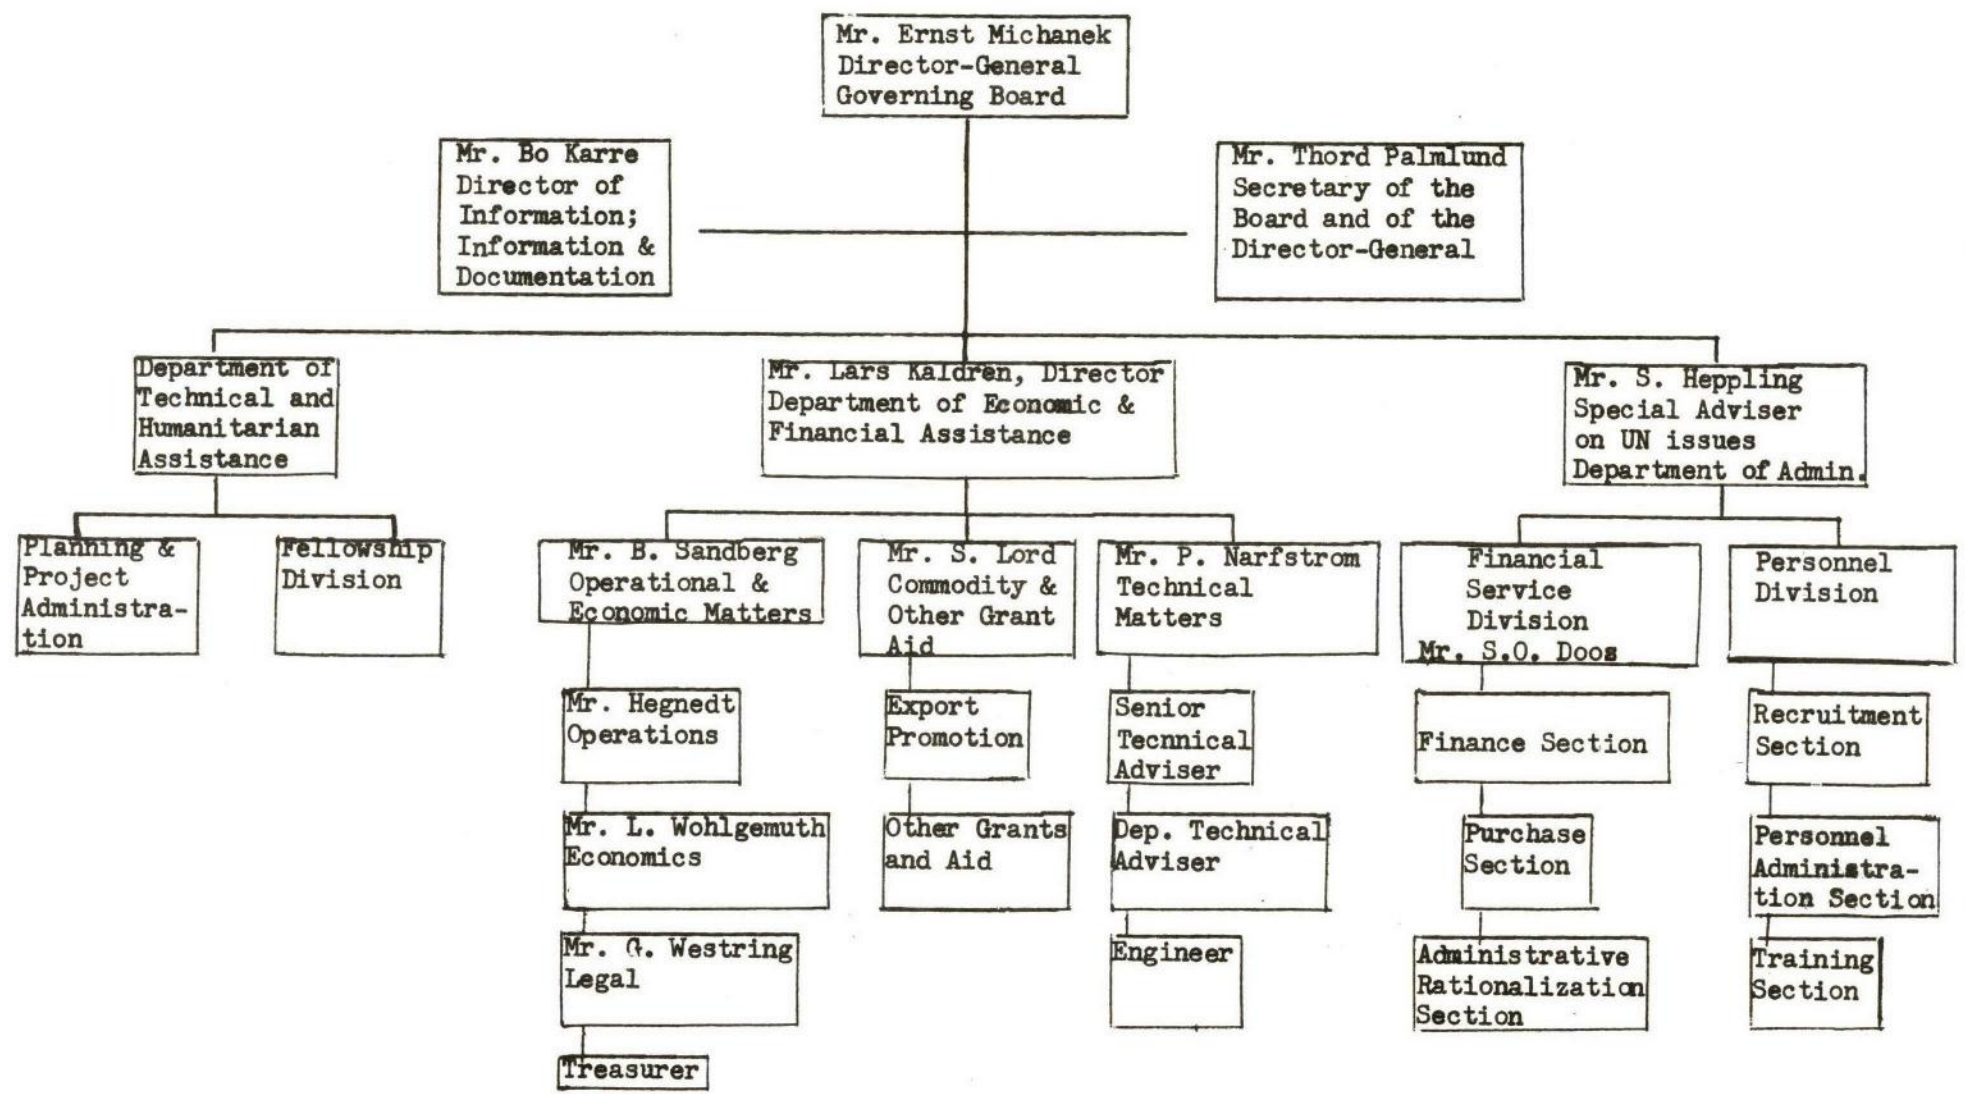 Mr. Ernst Michanek
Director-General
Governing Board
Mr. Bo Karre
Director of
Information;
Information &
Documentation
Mr. Thord Palmlund
Secretary of the
Board and of the
Director-General
Department of
Technical and
Humanitarian
Assistance
Mr. Lars Kaldren, Director
Department of Economic &
Financial Assistance
Mr. S. Heppling
Special Adviser
on UN issues
Department of Admin.
Planning &
Project
Administra-
tion
Fellowship
Division
Mr. B. Sandberg
Operational &
Economic Matters
Mr. S. Lord
Commodity &
Other Grant
Aid
Mr. P. Narfstrom
Technical
Matters
Financial
Service
Division
Mr. S.O. Doos
Personnel
Division
Mr. Hegnedt
Operations
Mr. L. Wohlgemuth
Economics
Mr. G. Westring
Legal
Treasurer
Export
Promotion
Other Grants
and Aid
Senior
Tecnnical
Adviser
Dep. Technical
Adviser
Engineer
Finance Section
Purchase
Section
Administrative
Rationalization
Section
Recruitment
Section
Personnel
Administra-
tion Section
Training
Section